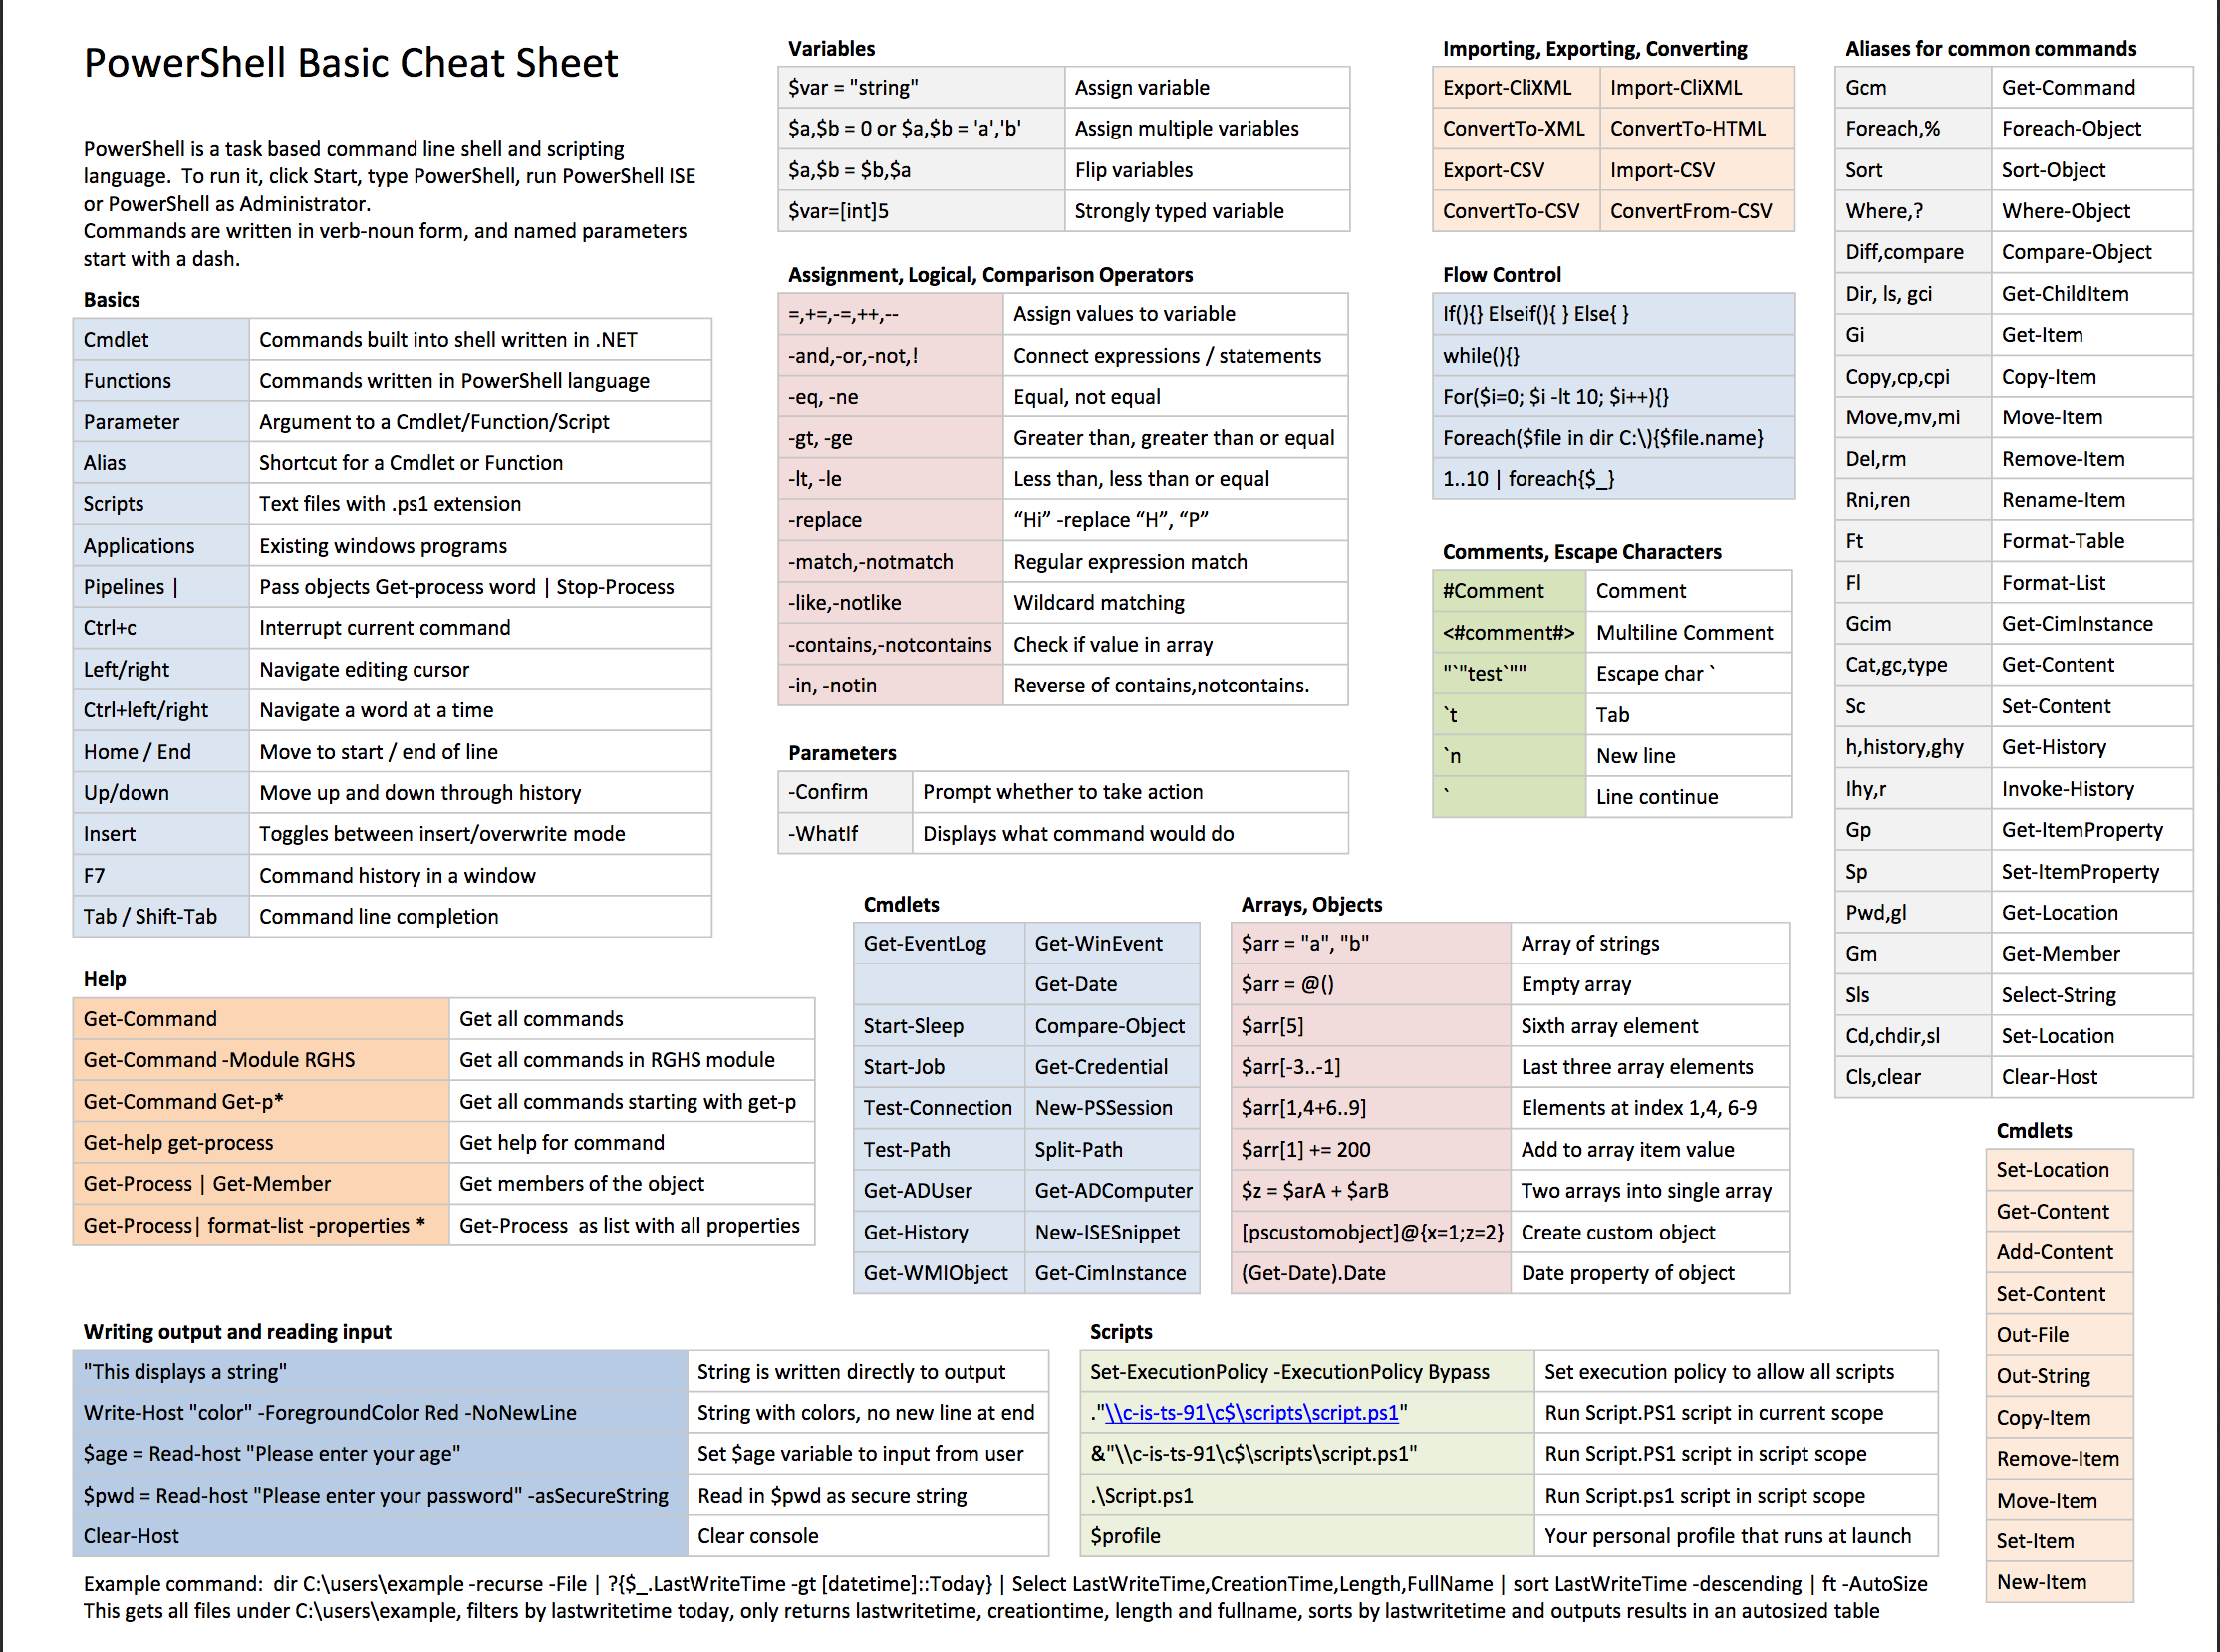 PowerShell Basic Cheat Sheet
PowerShell is a task based command line shell and scripting
language.  To run it, click Start, type PowerShell, run PowerShell ISE
or PowerShell as Administrator.
Commands are written in verb-noun form, and named parameters
start with a dash.
Basics
Cmdlet Commands built into shell written in .NET
Functions Commands written in PowerShell language
Parameter Argument to a Cmdlet/Function/Script
Alias Shortcut for a Cmdlet or Function
Scripts Text files with .ps1 extension
Applications Existing windows programs
Pipelines | Pass objects Get-process word | Stop-Process
Ctrl+c Interrupt current command
Left/right Navigate editing cursor
Ctrl+left/right Navigate a word at a time
Home / End Move to start / end of line
Up/down Move up and down through history
Insert Toggles between insert/overwrite mode
F7 Command history in a window
Tab / Shift-Tab Command line completion
Help
Get-Command Get all commands
Get-Command -Module RGHS Get all commands in RGHS module
Get-Command Get-p* Get all commands starting with get-p
Get-help get-process Get help for command
Get-Process | Get-Member Get members of the object
Get-Process| format-list -properties * Get-Process  as list with all properties
Variables
$var = "string" Assign variable
$a,$b = 0 or $a,$b = 'a','b' Assign multiple variables
$a,$b = $b,$a Flip variables
$var=[int]5 Strongly typed variable
Assignment, Logical, Comparison Operators
=,+=,-=,++,-- Assign values to variable
-and,-or,-not,! Connect expressions / statements
-eq, -ne Equal, not equal
-gt, -ge Greater than, greater than or equal
-lt, -le Less than, less than or equal
-replace “Hi” -replace “H”, “P”
-match,-notmatch Regular expression match
-like,-notlike Wildcard matching
-contains,-notcontains Check if value in array
-in, -notin Reverse of contains,notcontains.
Parameters
-Confirm Prompt whether to take action
-WhatIf Displays what command would do
Importing, Exporting, Converting
Export-CliXML Import-CliXML
ConvertTo-XML ConvertTo-HTML
Export-CSV Import-CSV
ConvertTo-CSV ConvertFrom-CSV
Flow Control
If(){} Elseif(){ } Else{ }
while(){}
For($i=0; $i -lt 10; $i++){}
Foreach($file in dir C:\){$file.name}
1..10 | foreach{$_}
Comments, Escape Characters
#Comment Comment
<#comment#> Multiline Comment
"`"test`"" Escape char `
`t Tab
`n New line
` Line continue
Cmdlets
Get-EventLog Get-WinEvent
Get-Date
Start-Sleep Compare-Object
Start-Job Get-Credential
Test-Connection New-PSSession
Test-Path Split-Path
Get-ADUser Get-ADComputer
Get-History New-ISESnippet
Get-WMIObject Get-CimInstance
Arrays, Objects
$arr = "a", "b" Array of strings
$arr = @() Empty array
$arr[5] Sixth array element
$arr[-3..-1] Last three array elements
$arr[1,4+6..9] Elements at index 1,4, 6-9
$arr[1] += 200 Add to array item value
$z = $arA + $arB Two arrays into single array
[pscustomobject]@{x=1;z=2} Create custom object
(Get-Date).Date Date property of object
Aliases for common commands
Gcm Get-Command
Foreach,% Foreach-Object
Sort Sort-Object
Where,? Where-Object
Diff,compare Compare-Object
Dir, ls, gci Get-ChildItem
Gi Get-Item
Copy,cp,cpi Copy-Item
Move,mv,mi Move-Item
Del,rm Remove-Item
Rni,ren Rename-Item
Ft Format-Table
Fl Format-List
Gcim Get-CimInstance
Cat,gc,type Get-Content
Sc Set-Content
h,history,ghy Get-History
Ihy,r Invoke-History
Gp Get-ItemProperty
Sp Set-ItemProperty
Pwd,gl Get-Location
Gm Get-Member
Sls Select-String
Cd,chdir,sl Set-Location
Cls,clear Clear-Host
Cmdlets
Set-Location
Get-Content
Add-Content
Set-Content
Out-File
Out-String
Copy-Item
Remove-Item
Move-Item
Set-Item
New-Item
Writing output and reading input
"This displays a string" String is written directly to output
Write-Host "color" -ForegroundColor Red -NoNewLine String with colors, no new line at end
$age = Read-host "Please enter your age" Set $age variable to input from user
$pwd = Read-host "Please enter your password" -asSecureString Read in $pwd as secure string
Clear-Host Clear console
Scripts
Set-ExecutionPolicy -ExecutionPolicy Bypass Set execution policy to allow all scripts
."\\c-is-ts-91\c$\scripts\script.ps1" Run Script.PS1 script in current scope
&"\\c-is-ts-91\c$\scripts\script.ps1" Run Script.PS1 script in script scope
.\Script.ps1 Run Script.ps1 script in script scope
$profile Your personal profile that runs at launch
Example command:  dir C:\users\example -recurse -File | ?{$_.LastWriteTime -gt [datetime]::Today} | Select LastWriteTime,CreationTime,Length,FullName | sort LastWriteTime -descending | ft -AutoSize
This gets all files under C:\users\example, filters by lastwritetime today, only returns lastwritetime, creationtime, length and fullname, sorts by lastwritetime and outputs results in an autosized table